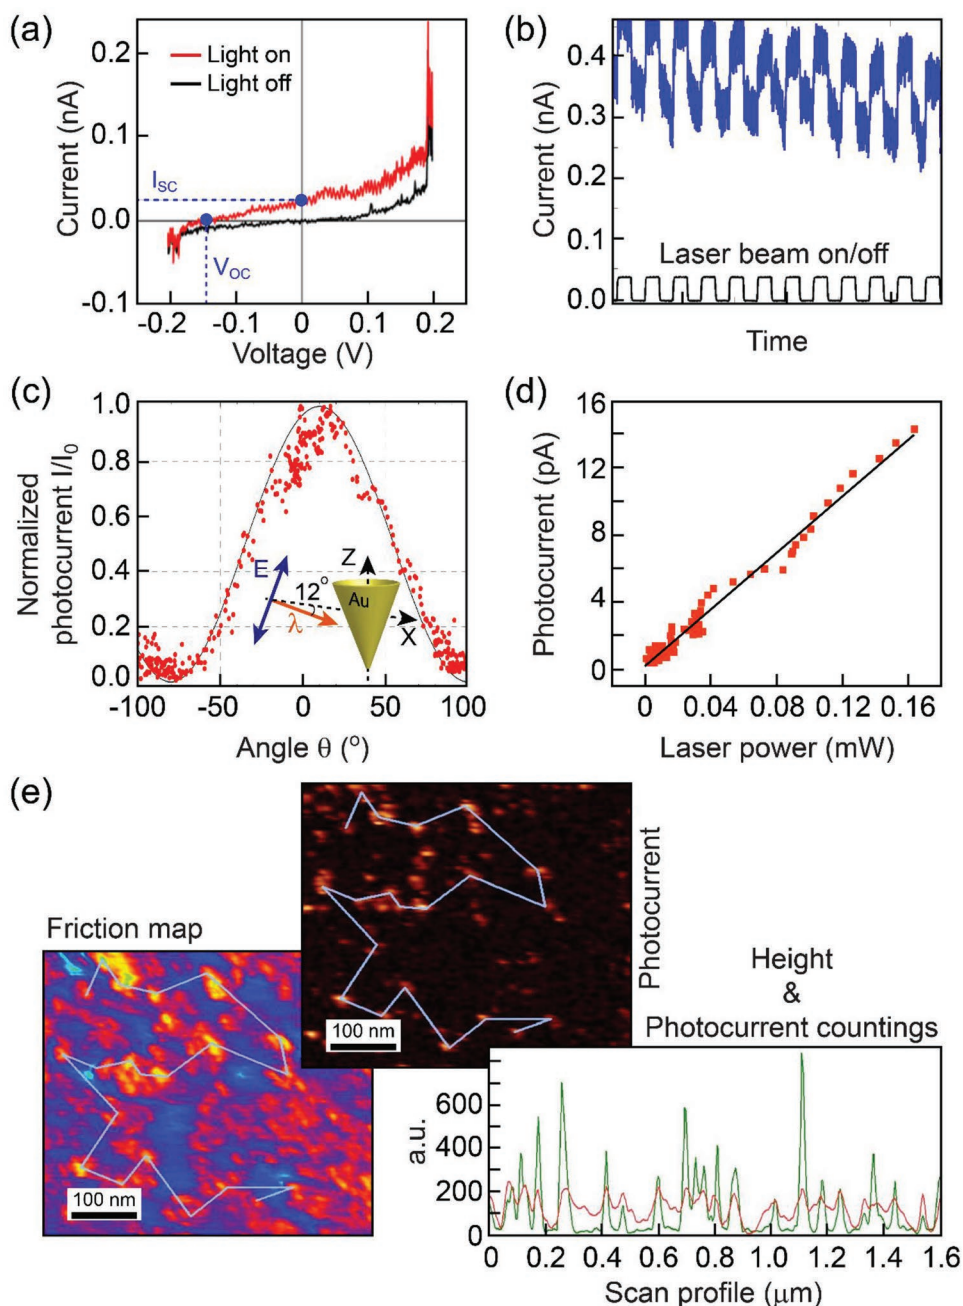 (a)
0.2
0.1
0.0
-0.1
Current (nA)
Light on
Light off
I_SC
V_OC
-0.2 -0.1 0 0.1 0.2
Voltage (V)
(b)
0.4
0.3
0.4
0.0
Current (nA)
Laser beam on/off
Time
(c)
1.0
0.8
0.6
0.4
0.2
0.0
Normalized
photocurrent I/I_0
E
12°
λ
Z
Au
X
-100 -50 0 50 100
Angle θ (°)
(d)
16
12
8
4
0
Photocurrent (pA)
0 0.04 0.08 0.12 0.16
Laser power (mW)
(e)
Friction map
100 nm
Photocurrent
100 nm
Height
&
Photocurrent countings
600
400
200
0
a.u.
0 0.2 0.4 0.6 0.8 1.0 1.2 1.4 1.6
Scan profile (μm)